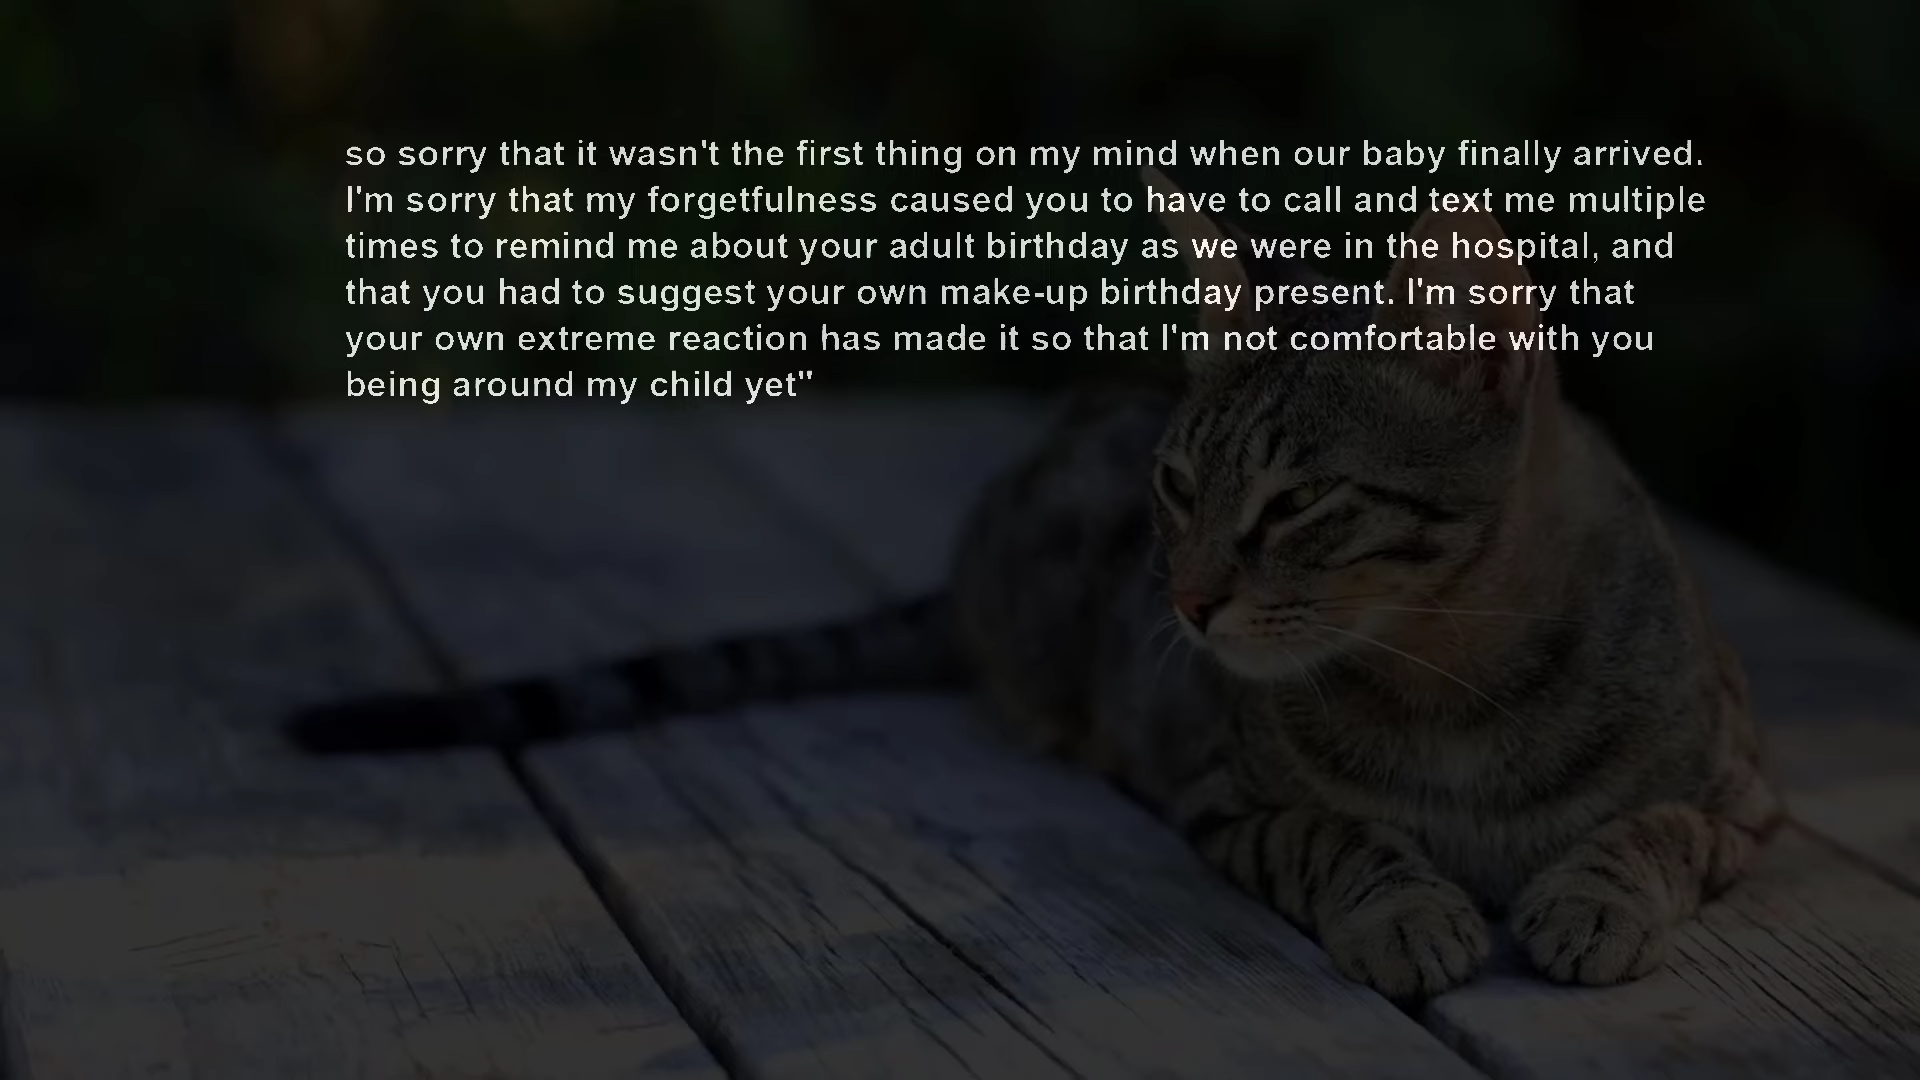 so sorry that it wasn't the first thing on my mind when our baby finally arrived.
I'm sorry that my forgetfulness caused you to have to call and text me multiple
times to remind me about your adult birthday as we were in the hospital, and
that you had to suggest your own make-up birthday present. I'm sorry that
your own extreme reaction has made it so that I'm not comfortable with you
being around my child yet"